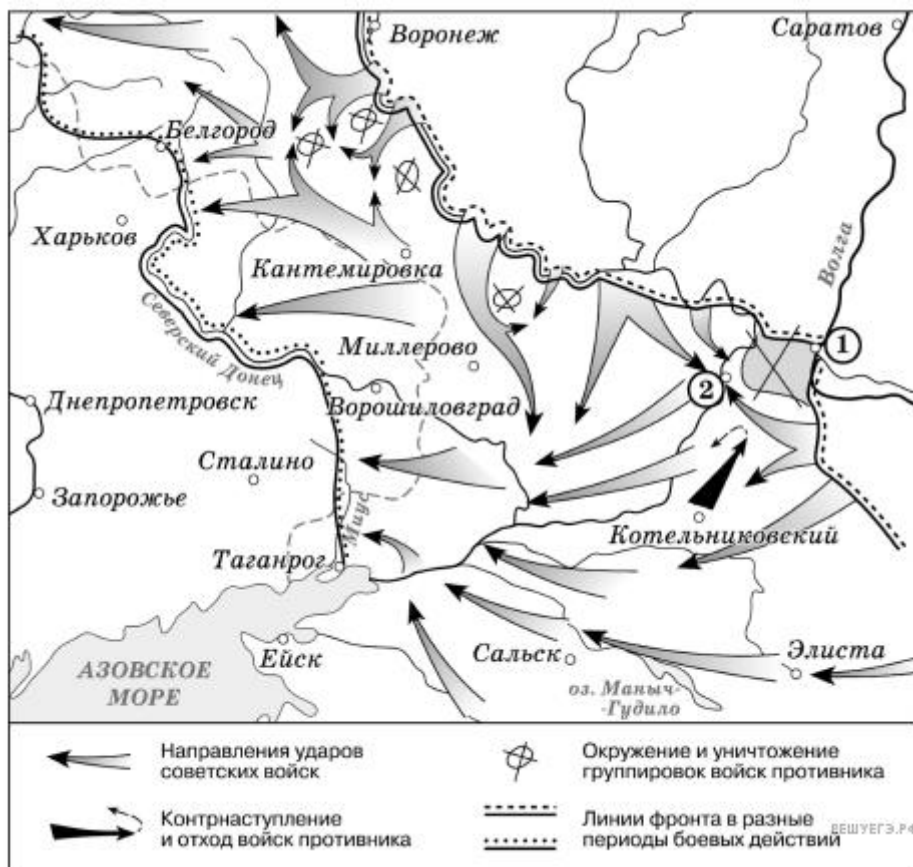 Воронеж
Саратов
Белгород
Харьков
Волга
Кантемировка
Северский Донец
Миллерово
1
2
Днепропетровск
Ворошиловград
Сталино
Запорожье
Миус
Котельниковский
Таганрог
АЗОВСКОЕ
МОРЕ
Ейск
Сальск
Элиста
оз. Маныч-
-Гудило
Направления ударов
советских войск
Окружение и уничтожение
группировок войск противника
Контрнаступление
и отход войск противника
Линии фронта в разные
периоды боевых действий
РЕШУЕГЭ.РФ